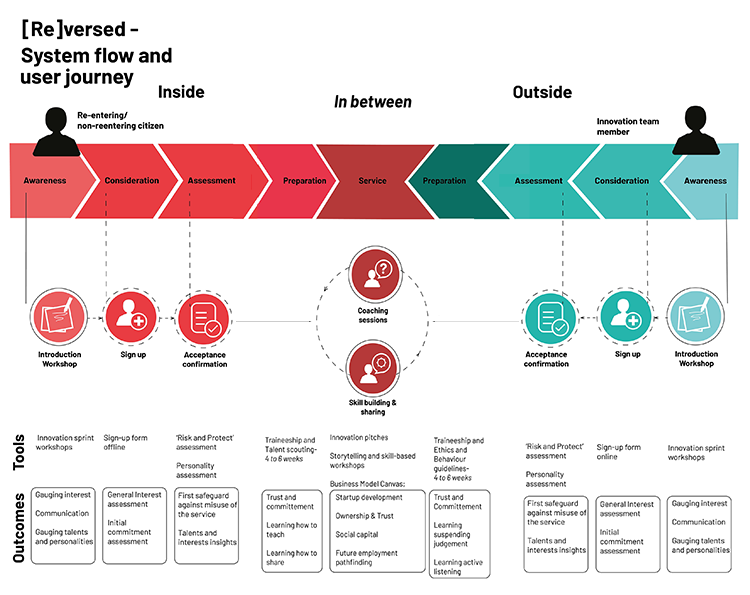 [Re]versed -
System flow and
user journey
Inside
In between
Outside
Re-entering/
non-reentering citizen
Innovation team
member
Awareness
Consideration
Assessment
Preparation
Service
Preparation
Assessment
Consideration
Awareness
Introduction
Workshop
Sign up
Acceptance
confirmation
Coaching
sessions
Skill building &
sharing
Acceptance
confirmation
Sign up
Introduction
Workshop
Tools
Innovation sprint
workshops
Sign-up form
offline
'Risk and Protect'
assessment
Personality
assessment
Traineeship and
Talent scouting-
4 to 6 weeks
Innovation pitches
Storytelling and skill-based
workshops
Business Model Canvas:
Traineeship and
Ethics and
Behaviour
guidelines-
4 to 6 weeks
'Risk and Protect'
assessment
Personality
assessment
Sign-up form
online
Innovation sprint
workshops
Outcomes
Gauging interest
Communication
Gauging talents
and personalities
General Interest
assessment
Initial
commitment
assessment
First safeguard
against misuse of
the service
Talents and
interests insights
Trust and
committement
Learning how to
teach
Learning how to
share
Startup development
Ownership & Trust
Social capital
Future employment
pathfinding
Trust and
Committement
Learning
suspending
judgement
Learning active
listening
First safeguard
against misuse of
the service
Talents and
interests insights
General Interest
assessment
Initial
commitment
assessment
Gauging interest
Communication
Gauging talents
and personalities